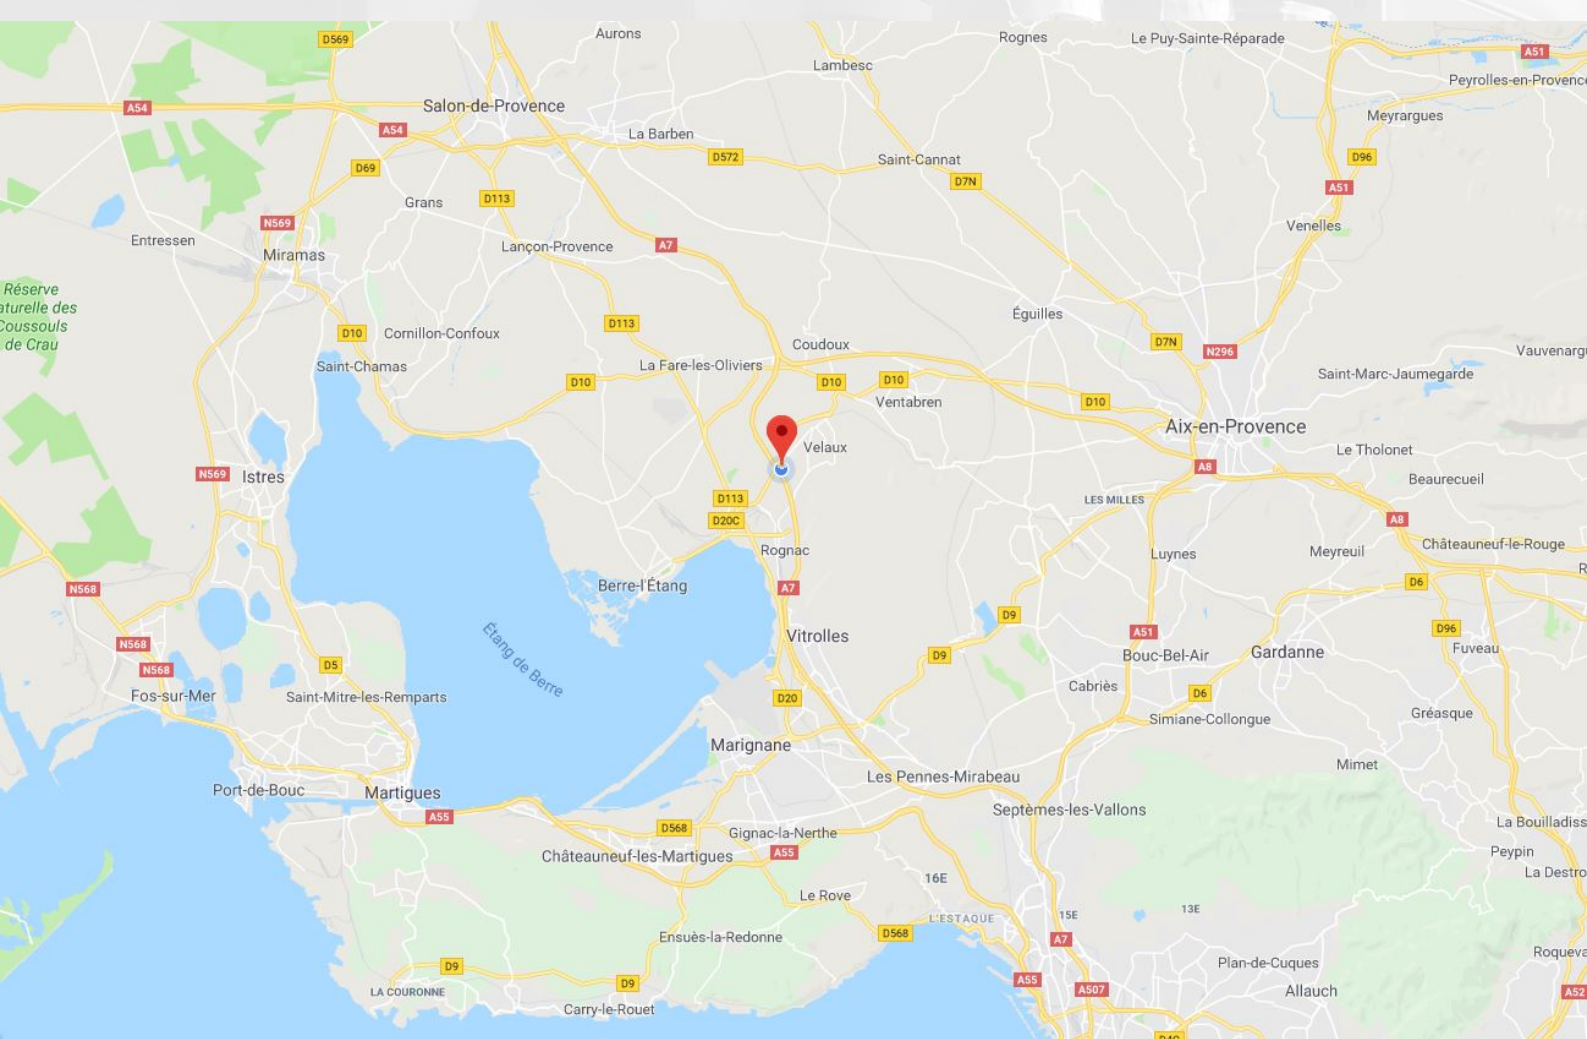 Aurons
D569
Rognes
Le Puy-Sainte-Réparade
A51
Lambesc
Peyrolles-en-Provence
A54
Salon-de-Provence
Meyrargues
A54
La Barben
D572
Saint-Cannat
D96
D69
D7N
A51
Grans
D113
N569
Venelles
Entressen
Miramas
Lançon-Provence
A7
Réserve
aturelle des
Coussouls
de Crau
Éguilles
D10
Cornillon-Confoux
D113
Coudoux
D7N
N296
Vauvenargu
Saint-Chamas
La Fare-les-Oliviers
D10
D10
D10
Saint-Marc-Jaumegarde
Ventabren
D10
Aix-en-Provence
Velaux
Le Tholonet
N569
Istres
A8
Beaurecueil
D113
LES MILLES
D20C
A8
Rognac
Luynes
Meyreuil
Châteauneuf-le-Rouge
R
N568
Berre-l'Étang
A7
D6
D9
N568
Étang de Berre
Vitrolles
A51
D96
N568
D5
D9
Bouc-Bel-Air
Gardanne
Fuveau
Fos-sur-Mer
Saint-Mitre-les-Remparts
D20
Cabriès
D6
Simiane-Collongue
Gréasque
Marignane
Mimet
Port-de-Bouc
Martigues
Les Pennes-Mirabeau
A55
Septèmes-les-Vallons
D568
Gignac-la-Nerthe
La Bouilladiss
Châteauneuf-les-Martigues
A55
Peypin
16E
La Destro
Le Rove
L'ESTAQUE
15E
13E
Ensuès-la-Redonne
D568
A7
Roqueva
D9
D9
A55
Plan-de-Cuques
LA COURONNE
A507
Allauch
A52
Carry-le-Rouet